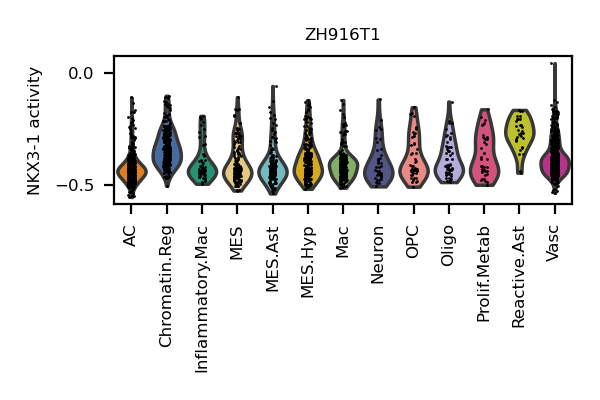 ZH916T1
NKX3-1 activity
0.0
−0.5
AC
Chromatin.Reg
Inflammatory.Mac
MES
MES.Ast
MES.Hyp
Mac
Neuron
OPC
Oligo
Prolif.Metab
Reactive.Ast
Vasc